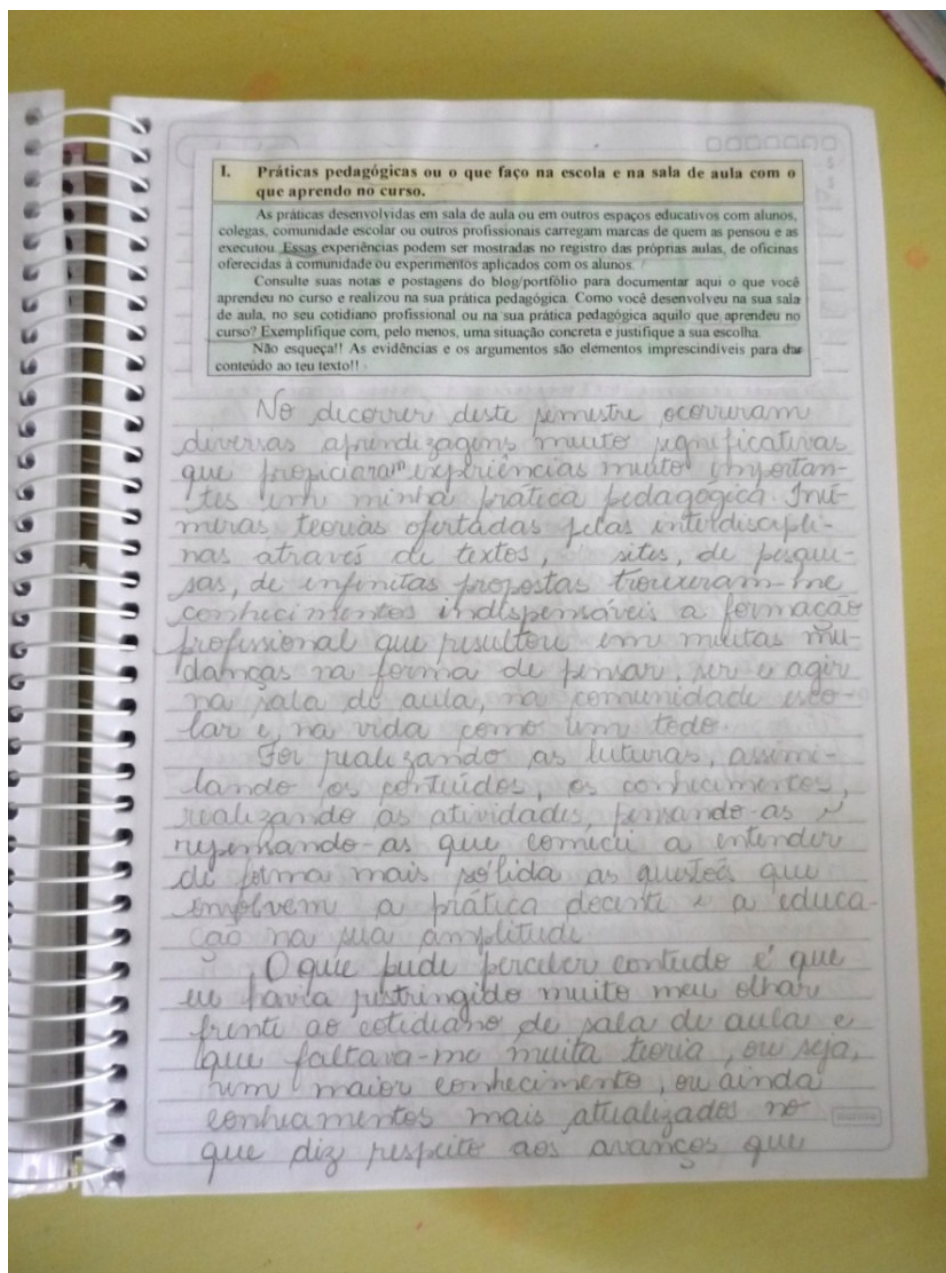 I. Práticas pedagógicas ou o que faço na escola e na sala de aula com o
que aprendo no curso.
As práticas desenvolvidas em sala de aula ou em outros espaços educativos com alunos,
colegas, comunidade escolar ou outros profissionais carregam marcas de quem as pensou e as
executou. Essas experiências podem ser mostradas no registro das próprias aulas, de oficinas
oferecidas à comunidade ou experimentos aplicados com os alunos.
Consulte suas notas e postagens do blog/portfólio para documentar aqui o que você
aprendeu no curso e realizou na sua prática pedagógica. Como você desenvolveu na sua sala
de aula, no seu cotidiano profissional ou na sua prática pedagógica aquilo que aprendeu no
curso? Exemplifique com, pelo menos, uma situação concreta e justifique a sua escolha.
Não esqueça!! As evidências e os argumentos são elementos imprescindíveis para dar
conteúdo ao teu texto!!
No decorrer deste semestre ocorreram
diversas aprendizagens muito significativas
que propiciaram experiências muito importan-
tes em minha prática pedagógica. Inú-
meras teorias ofertadas pelas interdiscipli-
nas através de textos, sites, de pesqui-
sas, de infinitas propostas trouxeram-me
conhecimentos indispensáveis a formação
profissional que resultou em muitas mu-
danças na forma de pensar, ser e agir
na sala de aula, na comunidade esco-
lar e, na vida como um todo.
Foi realizando as leituras, assimi-
lando os conteúdos, os conhecimentos,
realizando as atividades, pensando-as e
repensando-as que comecei a entender
de forma mais sólida as questões que
envolvem a prática docente e a educa-
ção na sua amplitude.
O que pude perceber contudo é que
eu havia restringido muito meu olhar
frente ao cotidiano de sala de aula e
que faltava-me muita teoria, ou seja,
um maior conhecimento, ou ainda
conhecimentos mais atualizados no
que diz respeito aos avanços que